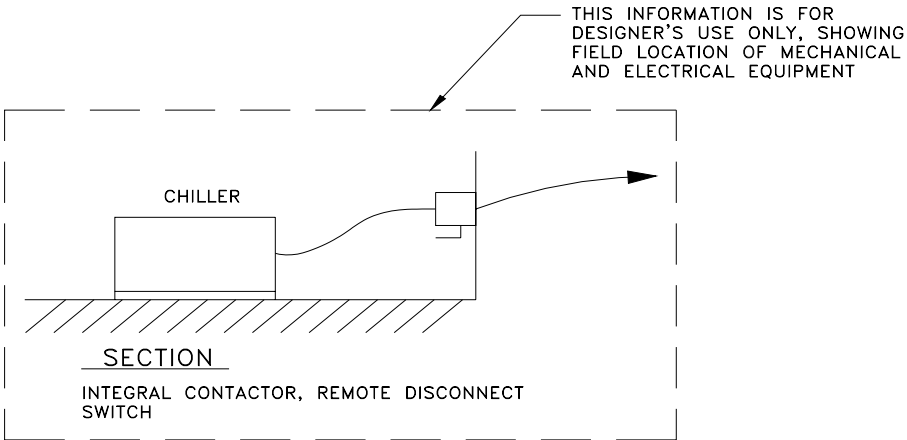 THIS INFORMATION IS FOR
DESIGNER'S USE ONLY, SHOWING
FIELD LOCATION OF MECHANICAL
AND ELECTRICAL EQUIPMENT
CHILLER
SECTION
INTEGRAL CONTACTOR, REMOTE DISCONNECT
SWITCH